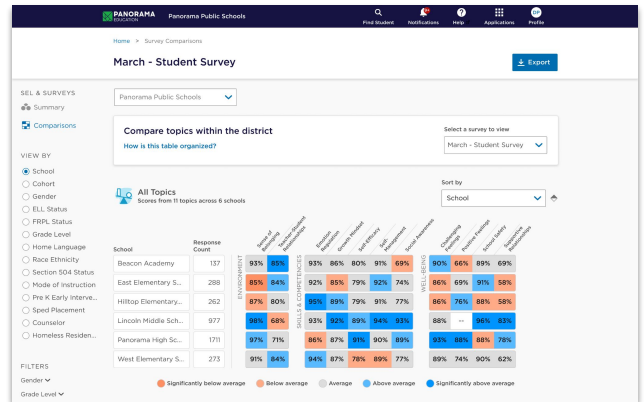 PANORAMA
EDUCATION
Panorama Public Schools
Find Student
Notifications
Help
Applications
DP
Profile
Home > Survey Comparisons
March - Student Survey
Export
SEL & SURVEYS
Summary
Comparisons
VIEW BY
School
Cohort
Gender
ELL Status
FRPL Status
Grade Level
Home Language
Race Ethnicity
Section 504 Status
Mode of Instruction
Pre K Early Interve...
Sped Placement
Counselor
Homeless Residen...
FILTERS
Gender
Grade Level
Panorama Public Schools
Compare topics within the district
How is this table organized?
Select a survey to view
March - Student Survey
All Topics
Scores from 11 topics across 6 schools
Sort by
School
School
Response Count
ENVIRONMENT
Sense of Belonging
Teacher-Student Relationships
SKILLS & COMPETENCIES
Emotion Regulation
Growth Mindset
Self-Efficacy
Self-Management
Social Awareness
WELL-BEING
Challenging Feelings
Positive Feelings
School Safety
Supportive Relationships
Beacon Academy 137 93% 85% 93% 86% 80% 91% 69% 90% 66% 89% 69%
East Elementary S... 288 85% 84% 92% 85% 79% 92% 74% 86% 69% 91% 58%
Hilltop Elementary... 262 87% 80% 95% 89% 79% 91% 77% 86% 76% 88% 58%
Lincoln Middle Sch... 977 98% 68% 93% 92% 89% 94% 93% 88% -- 96% 83%
Panorama High Sc... 1711 97% 71% 86% 87% 91% 90% 89% 93% 88% 88% 78%
West Elementary S... 273 91% 84% 94% 87% 78% 89% 77% 89% 74% 90% 62%
Significantly below average
Below average
Average
Above average
Significantly above average